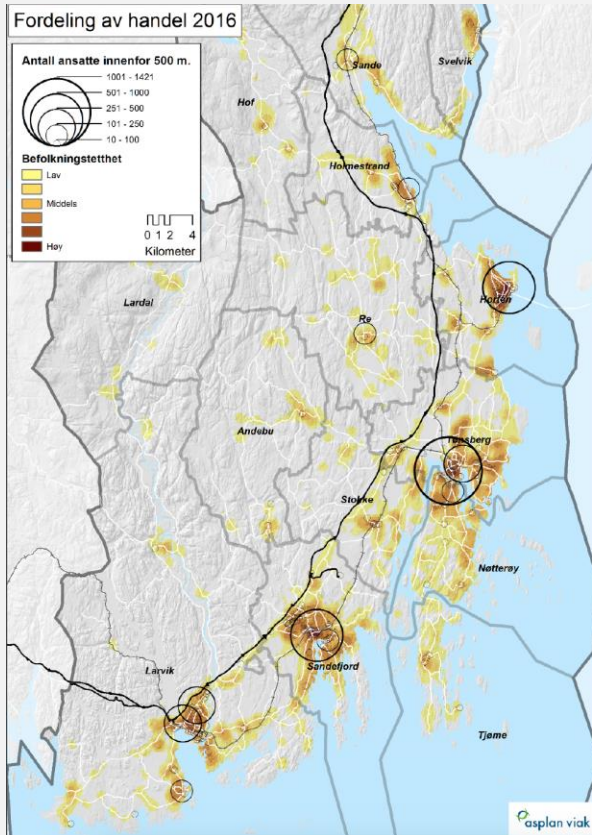 Fordeling av handel 2016
Antall ansatte innenfor 500 m.
1001 - 1421
501 - 1000
251 - 500
101 - 250
10 - 100
Befolkningstetthet
Lav
Middels
Høy
0 1 2 4
Kilometer
Sande
Svelvik
Hof
Holmestrand
Lardal
Horten
Re
Andebu
Tønsberg
Stokke
Nøtterøy
Larvik
Sandefjord
Tjøme
asplan viak